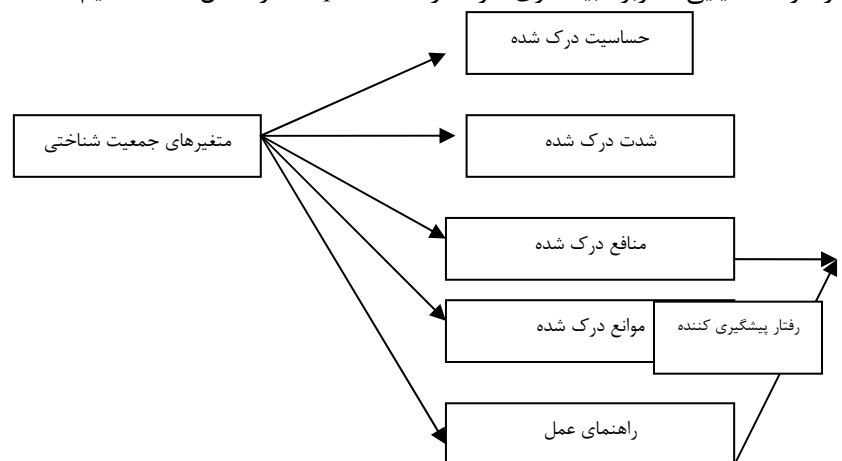 حساسیت درک شده
متغیرهای جمعیت شناختی
شدت درک شده
منافع درک شده
موانع درک شده
رفتار پیشگیری کننده
راهنمای عمل